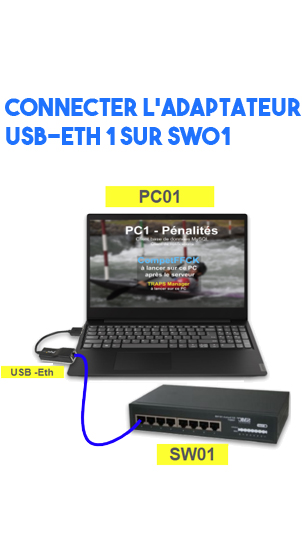 CONNECTER L'ADAPTATEUR
USB-ETH 1 SUR SW01
PC01
PC1 - Pénalités
à lancer sur ce PC
après le serveur
TRAPS Manager
à lancer sur ce PC
USB -Eth
SW01